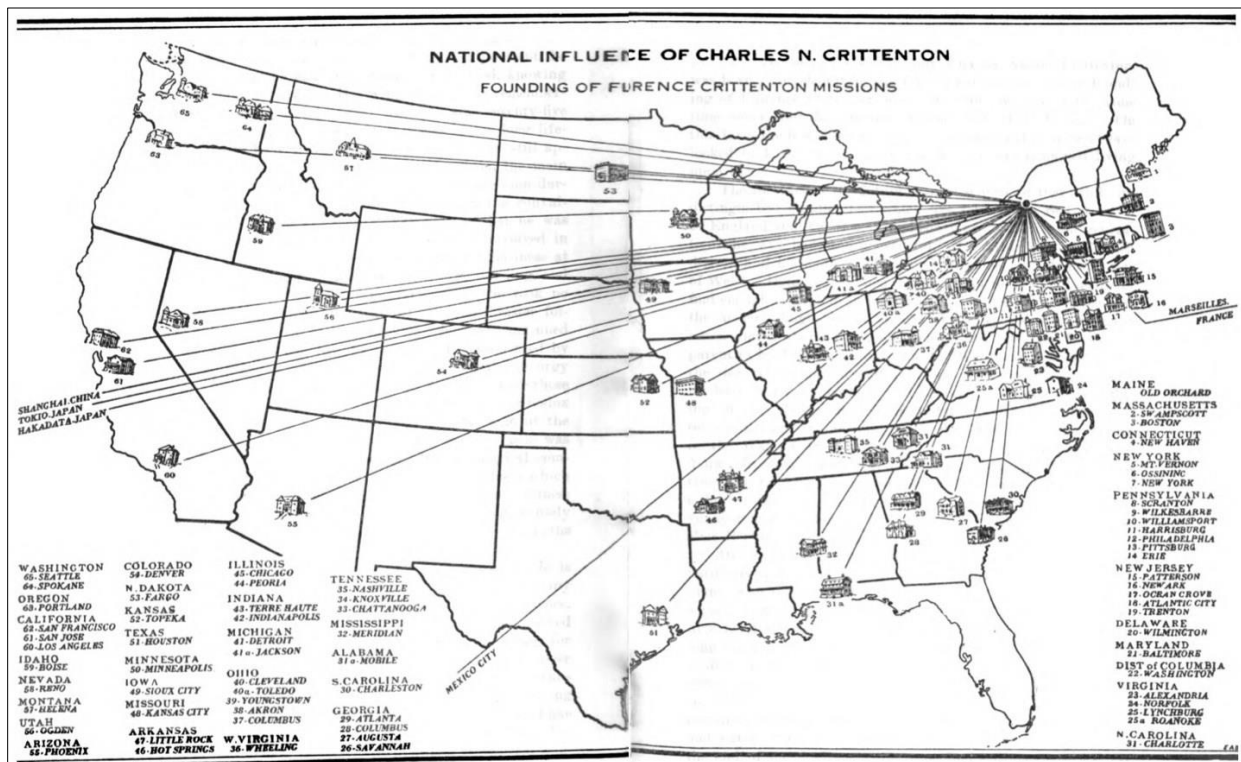 NATIONAL INFLUENCE OF CHARLES N. CRITTENTON
FOUNDING OF FLRENCE CRITTENTON MISSIONS
SHANGHAI. CHINA
TOKIO. JAPAN
HAKADATA. JAPAN
MEXICO CITY
MARSEILLES.
FRANCE
WASHINGTON
65-SEATTLE
64-SPOKANE
OREGON
63-PORTLAND
CALIFORNIA
62-SAN FRANCISCO
61-SAN JOSE
60-LOS ANGELES
IDAHO
59-BOISE
NEVADA
58-RENO
MONTANA
57-HELENA
UTAH
56-OGDEN
ARIZONA
55-PHOENIX
COLORADO
54-DENVER
N.DAKOTA
53-FARGO
KANSAS
52-TOPEKA
TEXAS
51-HOUSTON
MINNESOTA
50-MINNEAPOLIS
IOWA
49-SIOUX CITY
MISSOURI
48-KANSAS CITY
ARKANSAS
47-LITTLE ROCK
46-HOT SPRINGS
ILLINOIS
45-CHICAGO
44-PEORIA
INDIANA
43-TERRE HAUTE
42-INDIANAPOLIS
MICHIGAN
41-DETROIT
41a-JACKSON
OHIO
40-CLEVELAND
40a-TOLEDO
39-YOUNGSTOWN
38-AKRON
37-COLUMBUS
W.VIRGINIA
36-WHEELING
TENNESSEE
35-NASHVILLE
34-KNOXVILLE
33-CHATTANOOGA
MISSISSIPPI
32-MERIDIAN
ALABAMA
31a-MOBILE
S.CAROLINA
30-CHARLESTON
GEORGIA
29-ATLANTA
28-COLUMBUS
27-AUGUSTA
26-SAVANNAH
MAINE
OLD ORCHARD
MASSACHUSETTS
2-SWAMPSCOTT
3-BOSTON
CONNECTICUT
4-NEW HAVEN
NEW YORK
5-MT.VERNON
6-OSSINING
7-NEW YORK
PENNSYLVANIA
8-SCRANTON
9-WILKESBARRE
10-WILLIAMSPORT
11-HARRISBURG
12-PHILADELPHIA
13-PITTSBURG
14 ERIE
NEW JERSEY
15-PATTERSON
16-NEWARK
17-OCEAN GROVE
18-ATLANTIC CITY
19-TRENTON
DELAWARE
20-WILMINGTON
MARYLAND
21-BALTIMORE
DIST of COLUMBIA
22-WASHINGTON
VIRGINIA
23-ALEXANDRIA
24-NORFOLK
25-LYNCHBURG
25a ROANOKE
N.CAROLINA
31-CHARLOTTE